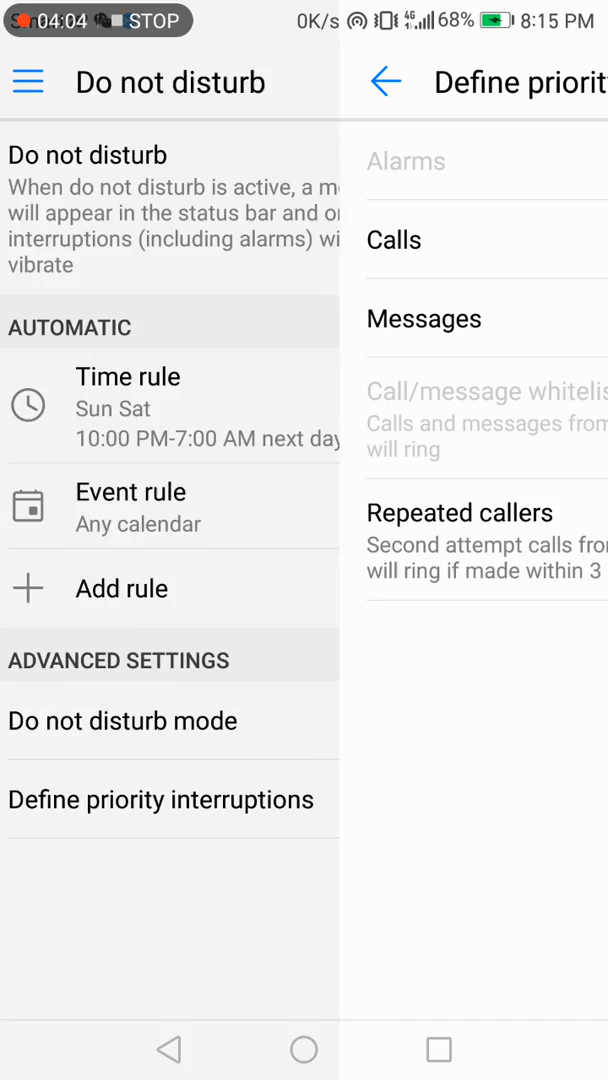 04:04 STOP
0K/s 4G 68% 8:15 PM
Do not disturb
Do not disturb
When do not disturb is active, a m
will appear in the status bar and o
interruptions (including alarms) wi
vibrate
AUTOMATIC
Time rule
Sun Sat
10:00 PM-7:00 AM next day
Event rule
Any calendar
Add rule
ADVANCED SETTINGS
Do not disturb mode
Define priority interruptions
Define priorit
Alarms
Calls
Messages
Call/message whitelis
Calls and messages from
will ring
Repeated callers
Second attempt calls fro
will ring if made within 3